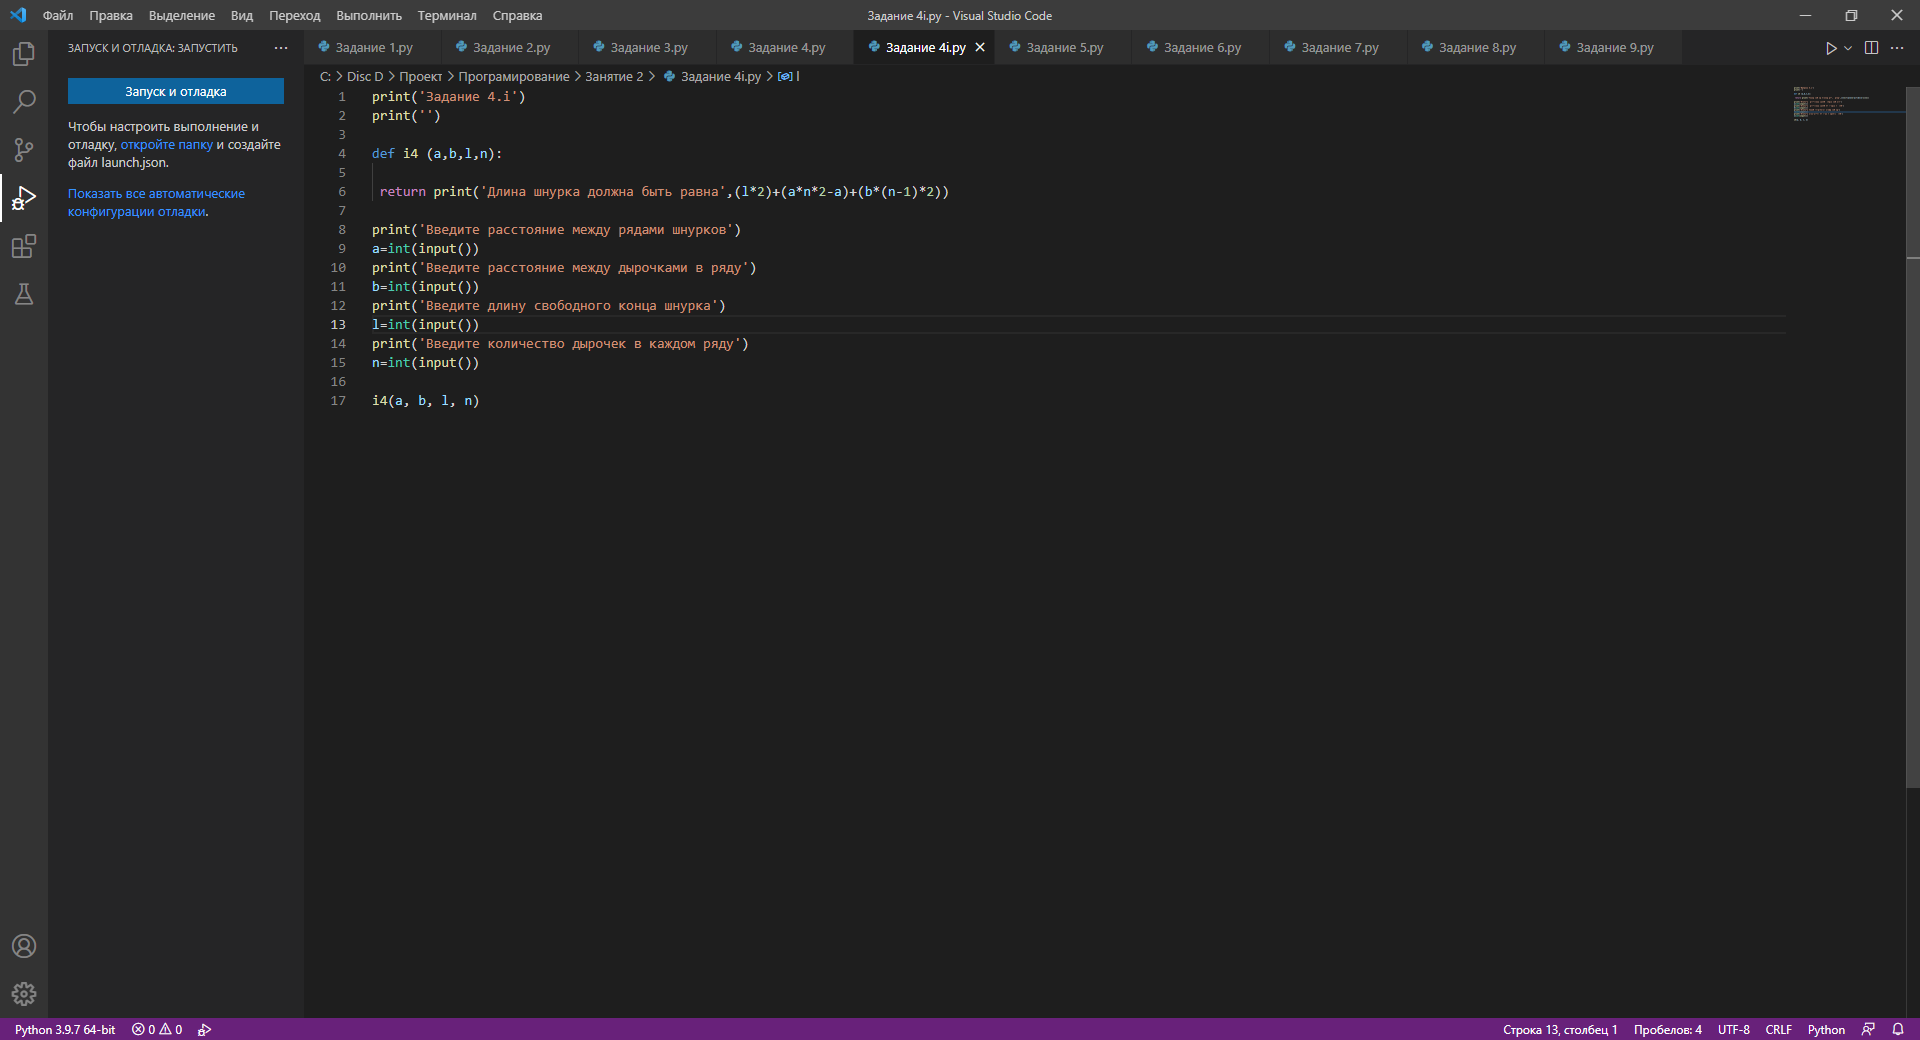 Файл Правка Выделение Вид Переход Выполнить Терминал Справка
Задание 4i.py - Visual Studio Code
ЗАПУСК И ОТЛАДКА: ЗАПУСТИТЬ
Запуск и отладка
Чтобы настроить выполнение и
отладку, откройте папку и создайте
файл launch.json.
Показать все автоматические
конфигурации отладки.
Задание 1.py Задание 2.py Задание 3.py Задание 4.py Задание 4i.py Задание 5.py Задание 6.py Задание 7.py Задание 8.py Задание 9.py
C: > Disc D > Проект > Програмирование > Занятие 2 > Задание 4i.py > l
1 print('Задание 4.i')
2 print('')
3
4 def i4 (a,b,l,n):
5
6 return print('Длина шнурка должна быть равна',(l*2)+(a*n*2-a)+(b*(n-1)*2))
7
8 print('Введите расстояние между рядами шнурков')
9 a=int(input())
10 print('Введите расстояние между дырочками в ряду')
11 b=int(input())
12 print('Введите длину свободного конца шнурка')
13 l=int(input())
14 print('Введите количество дырочек в каждом ряду')
15 n=int(input())
16
17 i4(a, b, l, n)
Python 3.9.7 64-bit 0 0
Строка 13, столбец 1 Пробелов: 4 UTF-8 CRLF Python